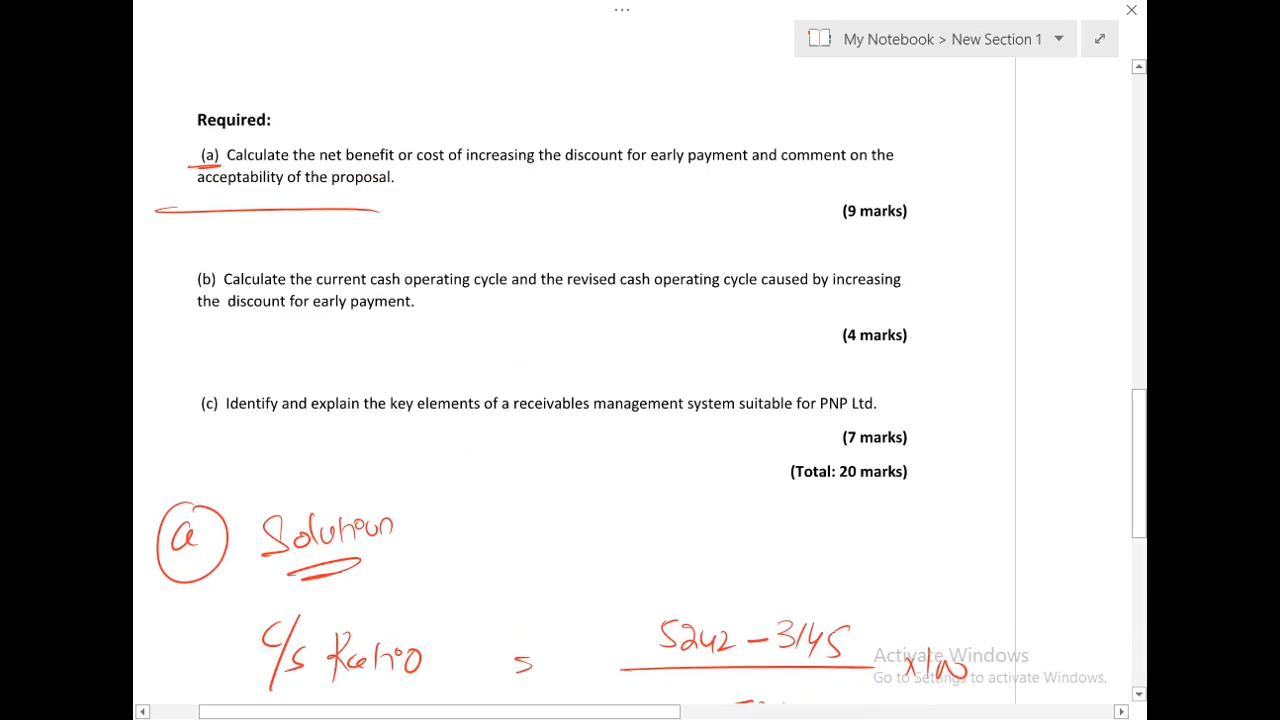 ...
My Notebook > New Section 1
Required:
(a) Calculate the net benefit or cost of increasing the discount for early payment and comment on the
acceptability of the proposal.
(9 marks)
(b) Calculate the current cash operating cycle and the revised cash operating cycle caused by increasing
the discount for early payment.
(4 marks)
(c) Identify and explain the key elements of a receivables management system suitable for PNP Ltd.
(7 marks)
(Total: 20 marks)
a Solution
C/S Ratio = 5242 - 3145 x100
Activate Windows
Go to Settings to activate Windows.